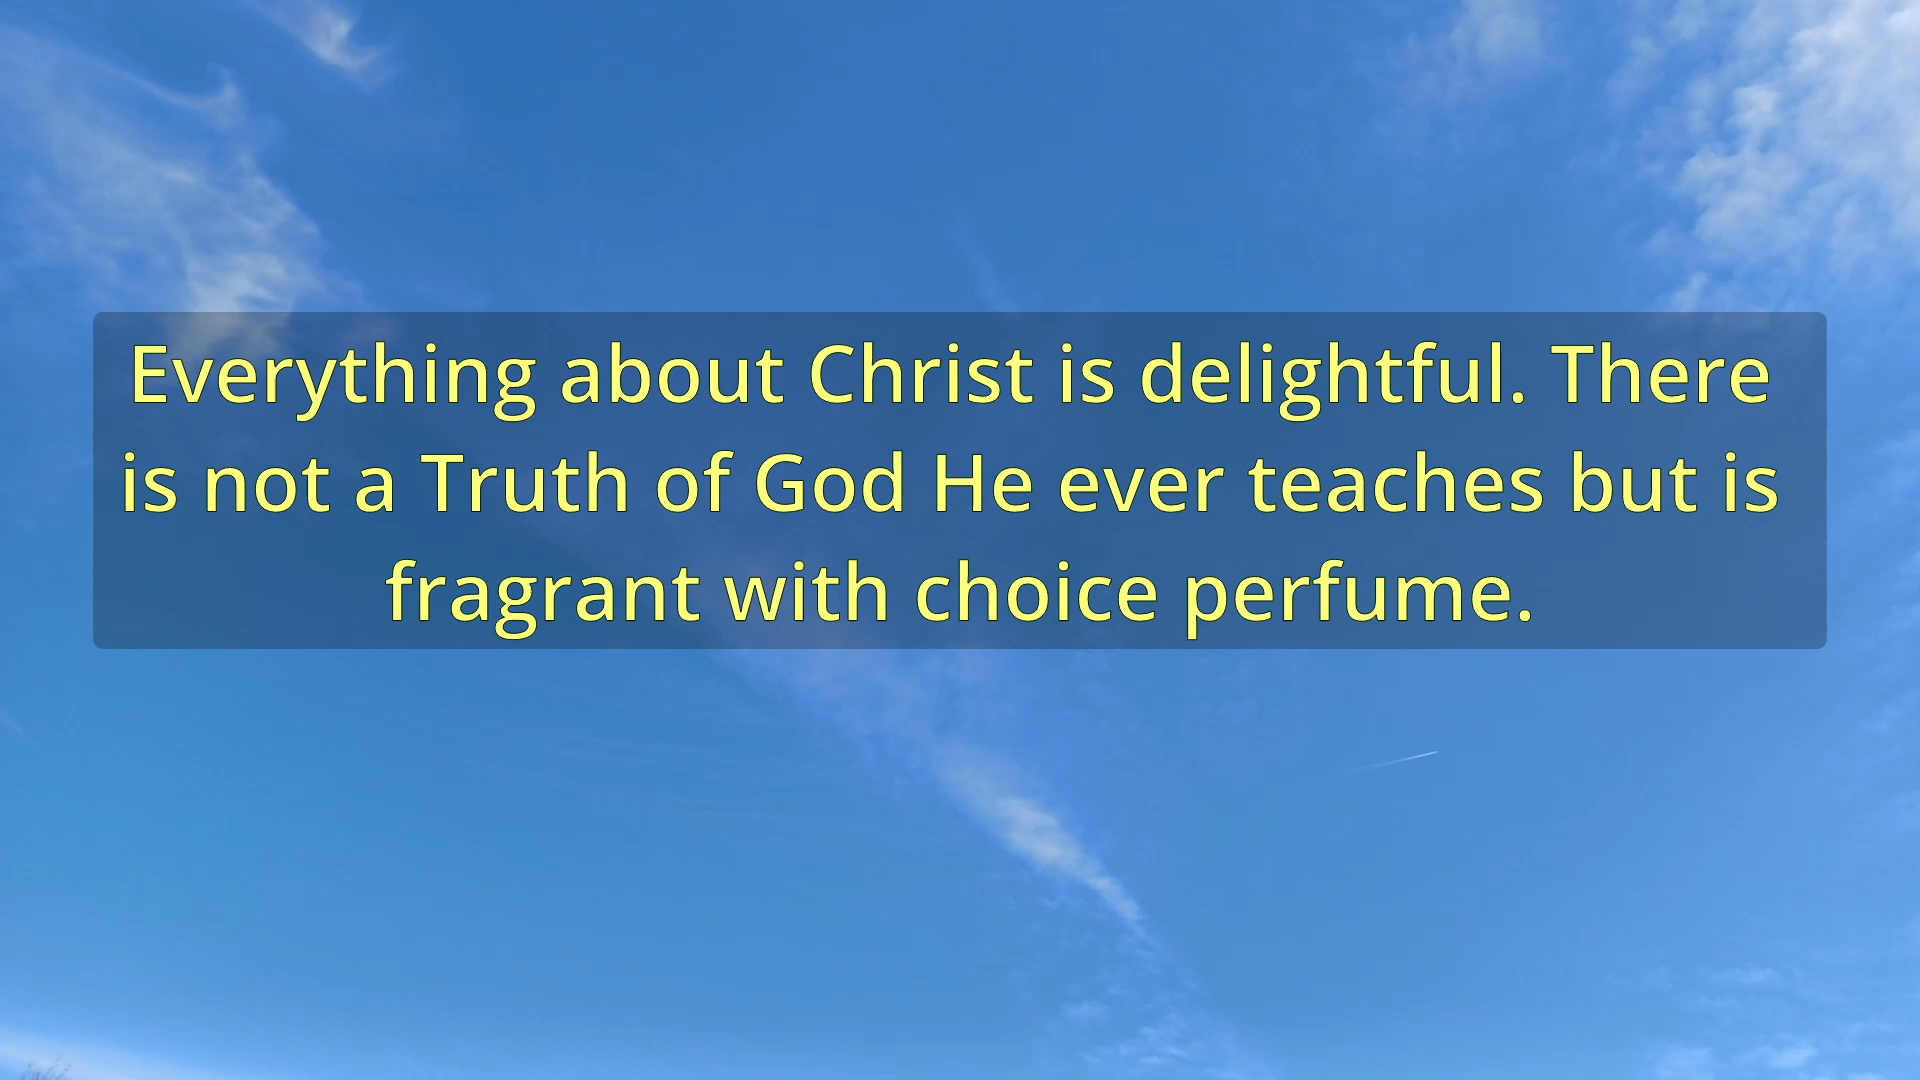 Everything about Christ is delightful. There
is not a Truth of God He ever teaches but is
fragrant with choice perfume.